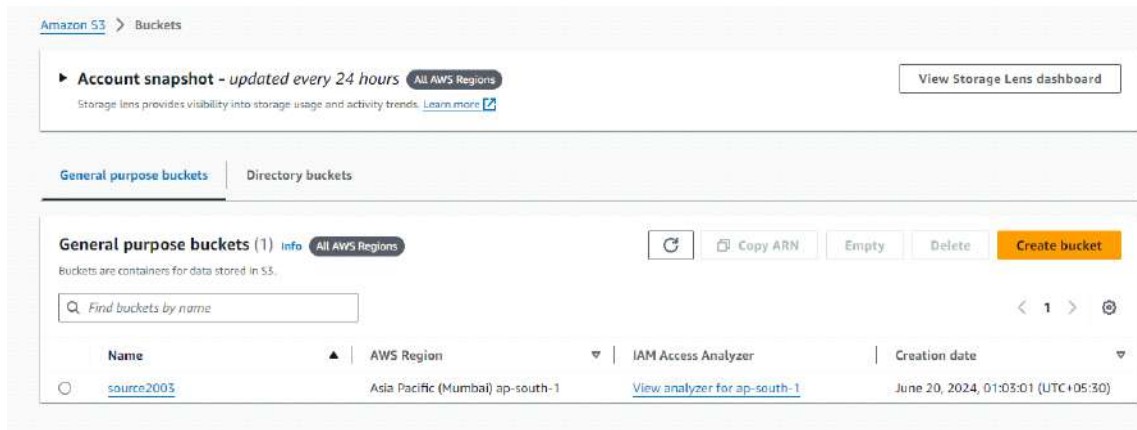 Amazon S3 > Buckets
Account snapshot - updated every 24 hours All AWS Regions
View Storage Lens dashboard
Storage lens provides visibility into storage usage and activity trends. Learn more
General purpose buckets Directory buckets
General purpose buckets (1) Info All AWS Regions
Copy ARN Empty Delete Create bucket
Buckets are containers for data stored in S3.
Find buckets by name
< 1 >
Name AWS Region IAM Access Analyzer Creation date
source2003 Asia Pacific (Mumbai) ap-south-1 View analyzer for ap-south-1 June 20, 2024, 01:03:01 (UTC+05:30)